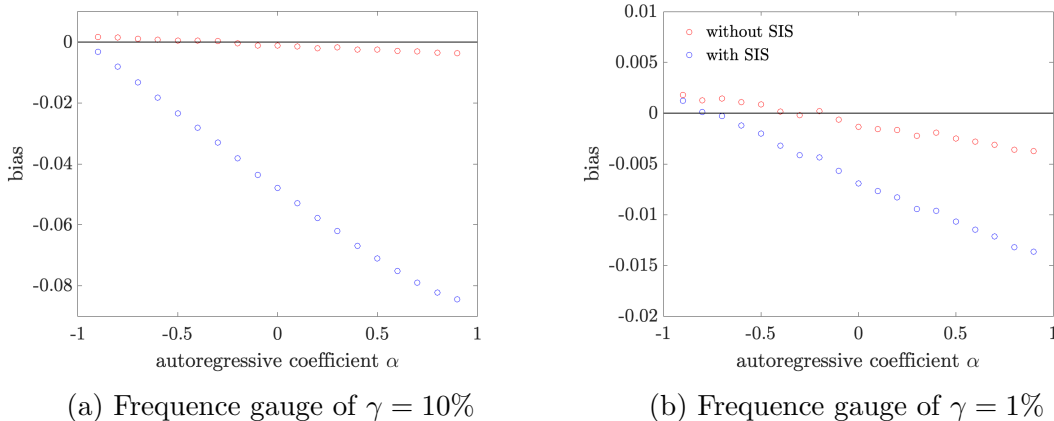 0
-0.02
-0.04
-0.06
-0.08
bias
-1
-0.5
0
0.5
1
autoregressive coefficient α
(a) Frequence gauge of γ = 10%
0.01
0.005
0
-0.005
-0.01
-0.015
-0.02
bias
without SIS
with SIS
-1
-0.5
0
0.5
1
autoregressive coefficient α
(b) Frequence gauge of γ = 1%